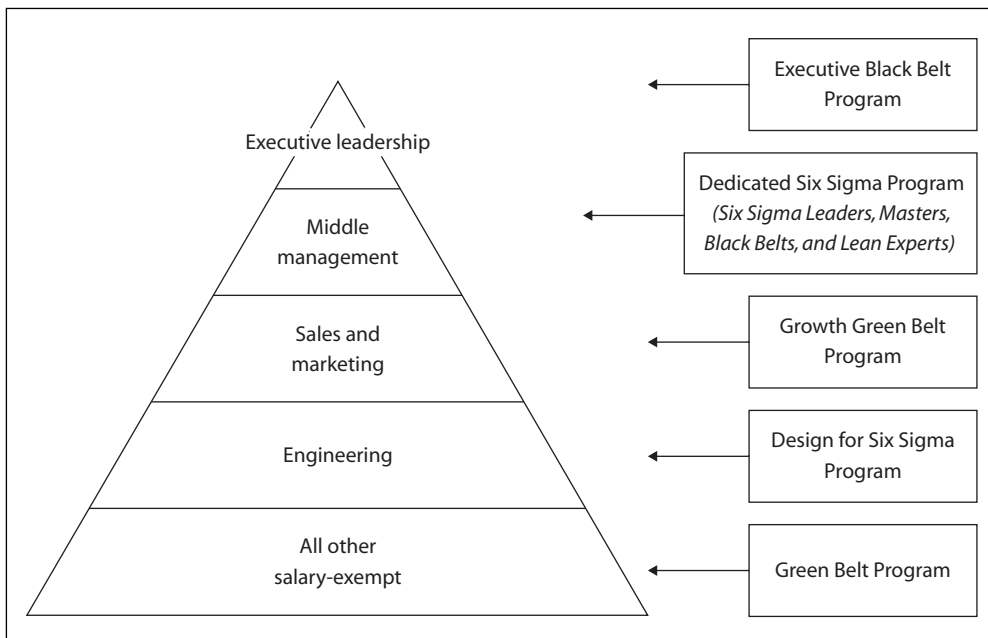 Executive Black Belt
Program
Executive leadership
Dedicated Six Sigma Program
(Six Sigma Leaders, Masters,
Black Belts, and Lean Experts)
Middle
management
Growth Green Belt
Program
Sales and
marketing
Design for Six Sigma
Program
Engineering
Green Belt Program
All other
salary-exempt